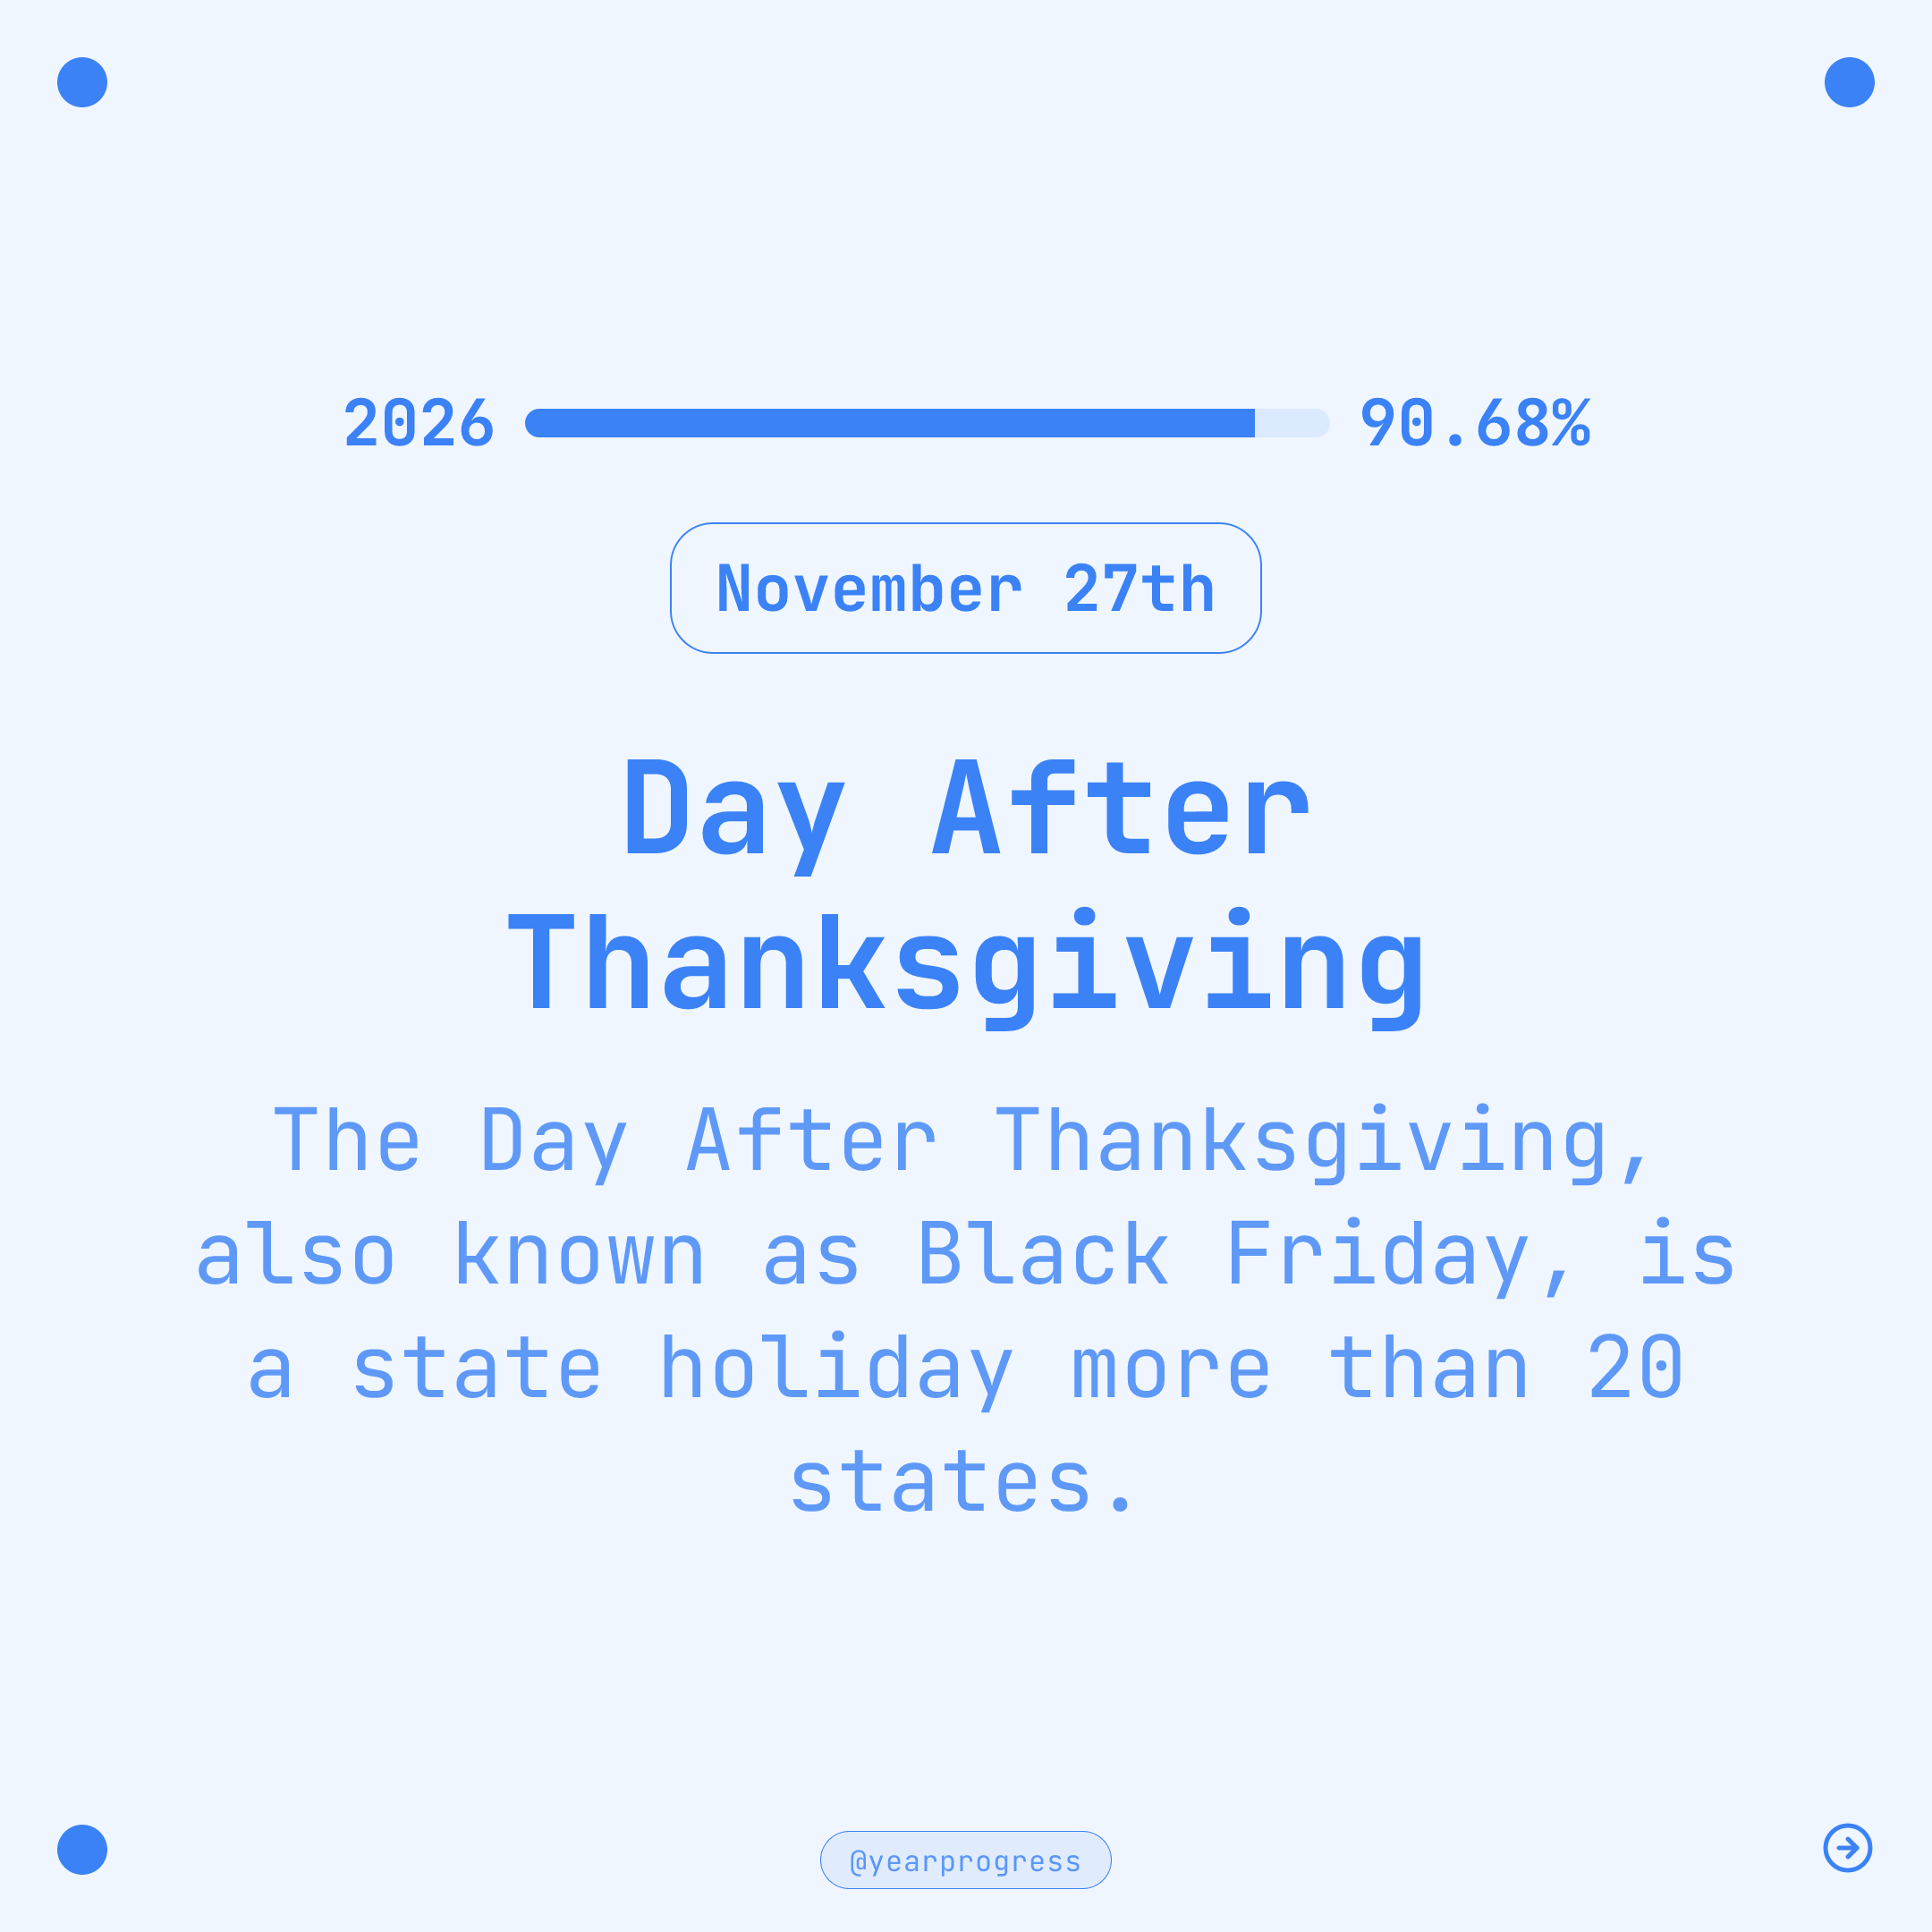 2026 90.68%
November 27th
Day After
Thanksgiving
The Day After Thanksgiving,
also known as Black Friday, is
a state holiday more than 20
states.
@yearprogress